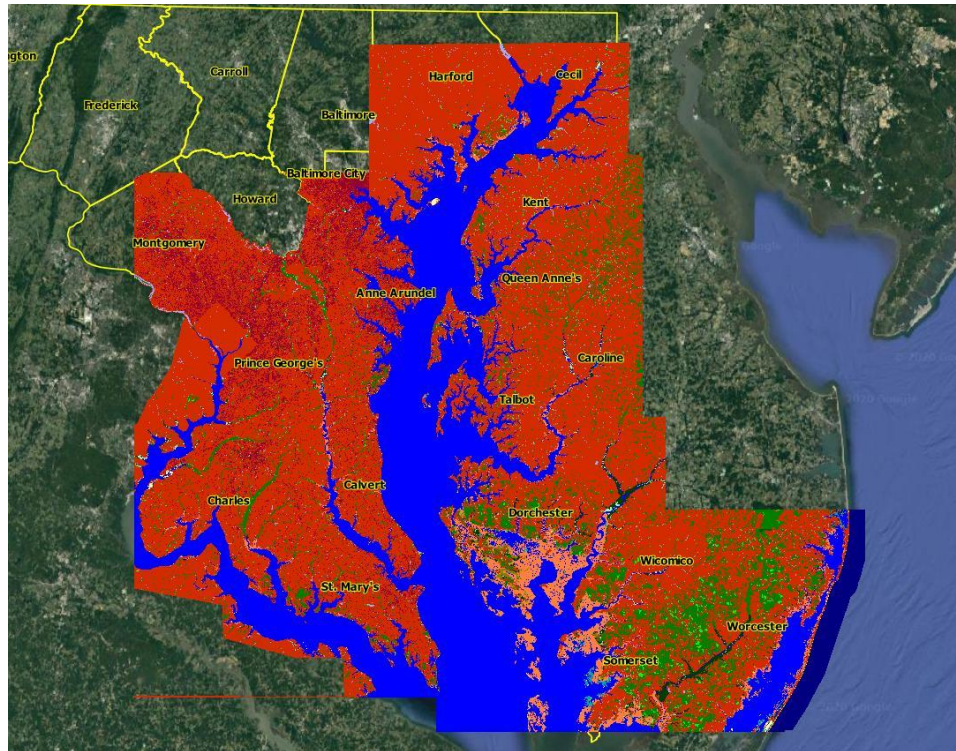 ngton
Frederick
Carroll
Baltimore
Harford
Cecil
Baltimore City
Howard
Montgomery
Kent
Queen Anne's
Anne Arundel
Prince George's
Caroline
Talbot
Charles
Calvert
Dorchester
St. Mary's
Wicomico
Worcester
Somerset